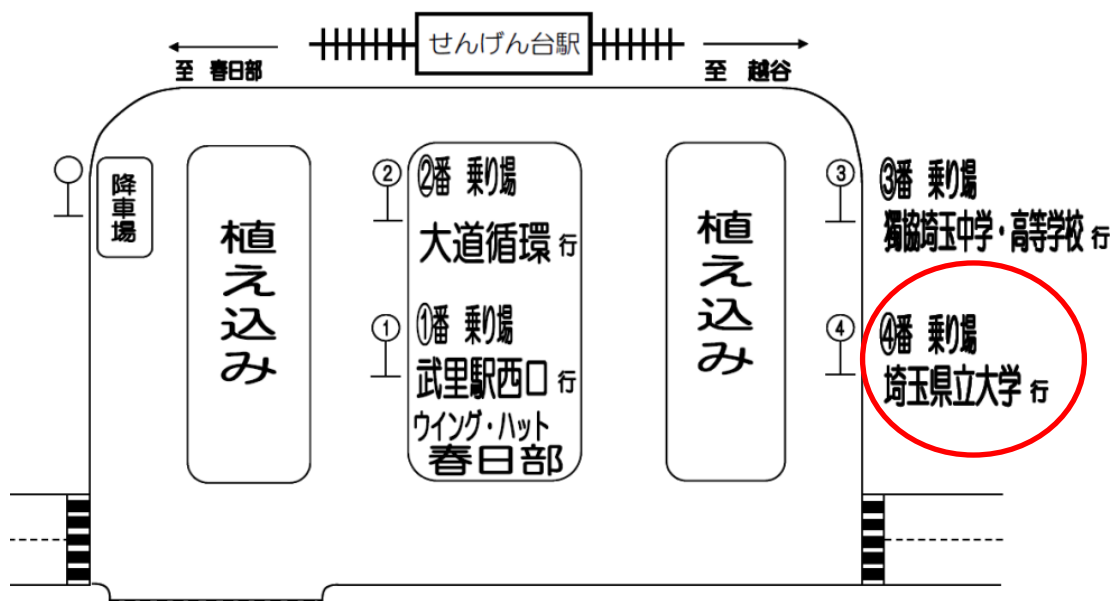 せんげん台駅
至 春日部
至 越谷
降車場
植え込み
②
②番 乗り場
大道循環 行
①
①番 乗り場
武里駅西口 行
ウイング・ハット
春日部
植え込み
③
③番 乗り場
獨協埼玉中学・高等学校 行
④
④番 乗り場
埼玉県立大学 行